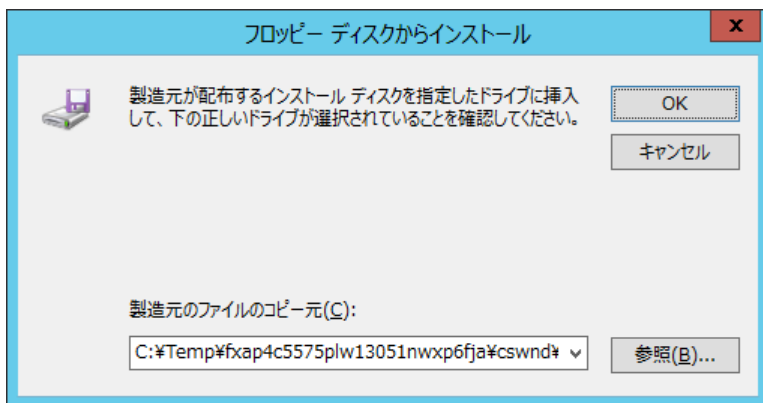 フロッピー ディスクからインストール
x
製造元が配布するインストール ディスクを指定したドライブに挿入
して、下の正しいドライブが選択されていることを確認してください。
OK
キャンセル
製造元のファイルのコピー元(C):
C:¥Temp¥fxap4c5575plw13051nwxp6fja¥cswnd¥
参照(B)...